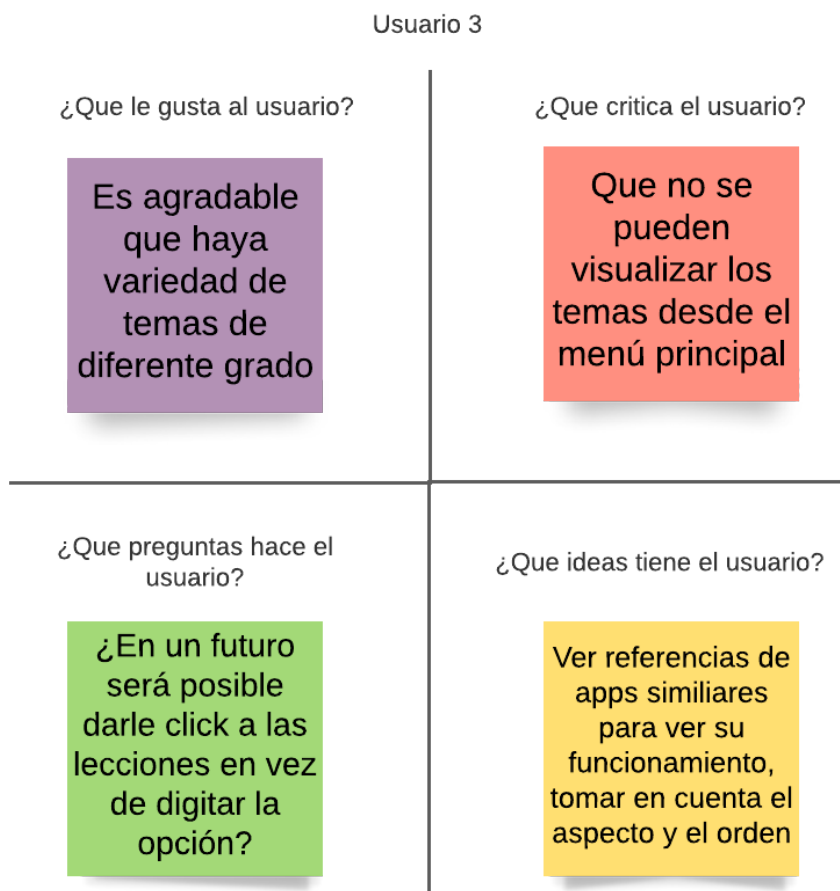 Usuario 3
¿Que le gusta al usuario?
Es agradable
que haya
variedad de
temas de
diferente grado
¿Que critica el usuario?
Que no se
pueden
visualizar los
temas desde el
menú principal
¿Que preguntas hace el
usuario?
¿En un futuro
será posible
darle click a las
lecciones en vez
de digitar la
opción?
¿Que ideas tiene el usuario?
Ver referencias de
apps similiares
para ver su
funcionamiento,
tomar en cuenta el
aspecto y el orden